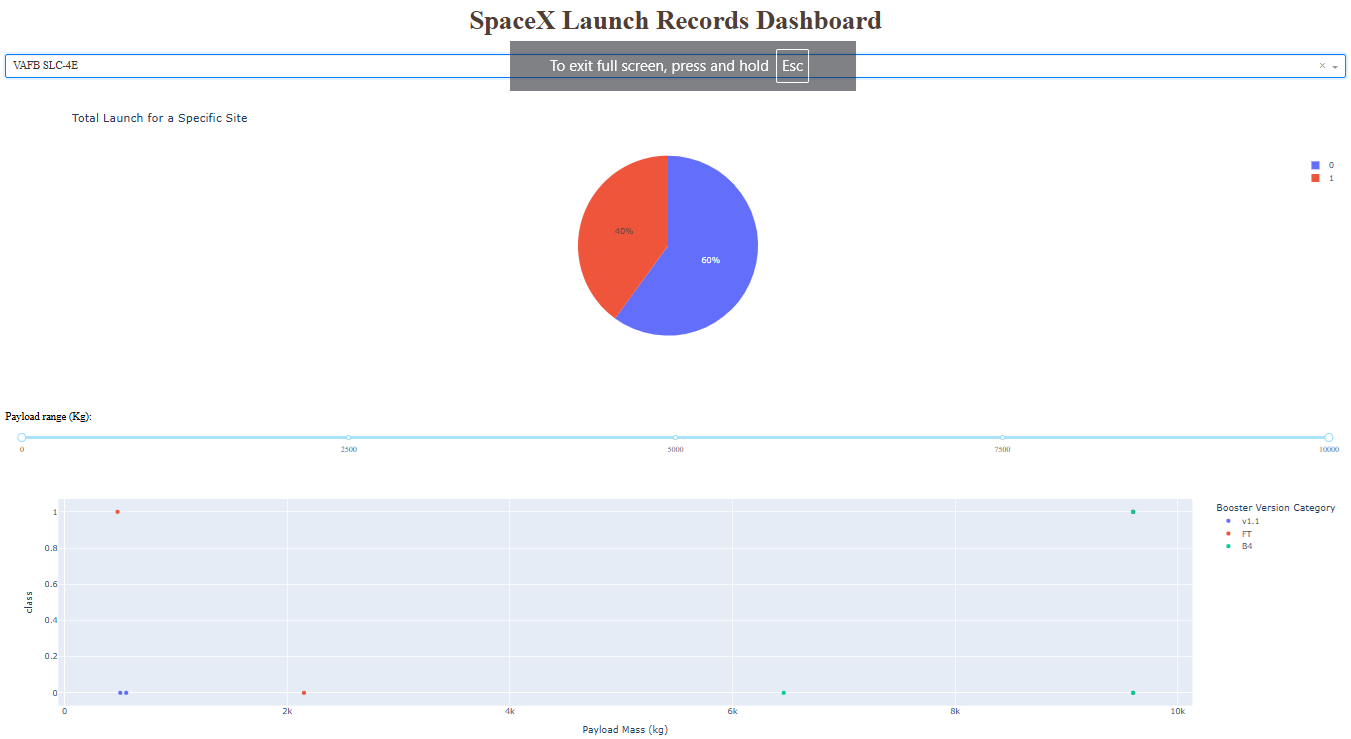 SpaceX Launch Records Dashboard
VAFB SLC-4E
To exit full screen, press and hold Esc
×
Total Launch for a Specific Site
0
1
40%
60%
Payload range (Kg):
0 2500 5000 7500 10000
Booster Version Category
v1.1
FT
B4
1
0.8
0.6
0.4
0.2
0
class
0 2k 4k 6k 8k 10k
Payload Mass (kg)